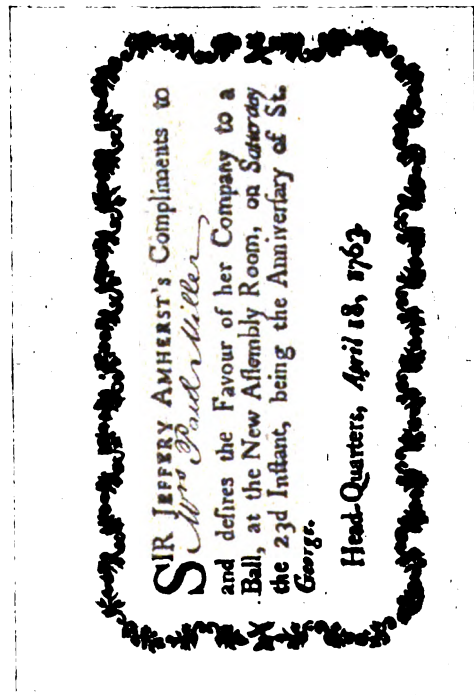 SIR JEFFERY AMHERST's Compliments to
Mrs Paul Miller
and deſires the Favour of her Company to a
Ball, at the New Aſſembly Room, on Saturday
the 23d Inſtant, being the Anniverſary of St.
George.
Head-Quarters, April 18, 1763